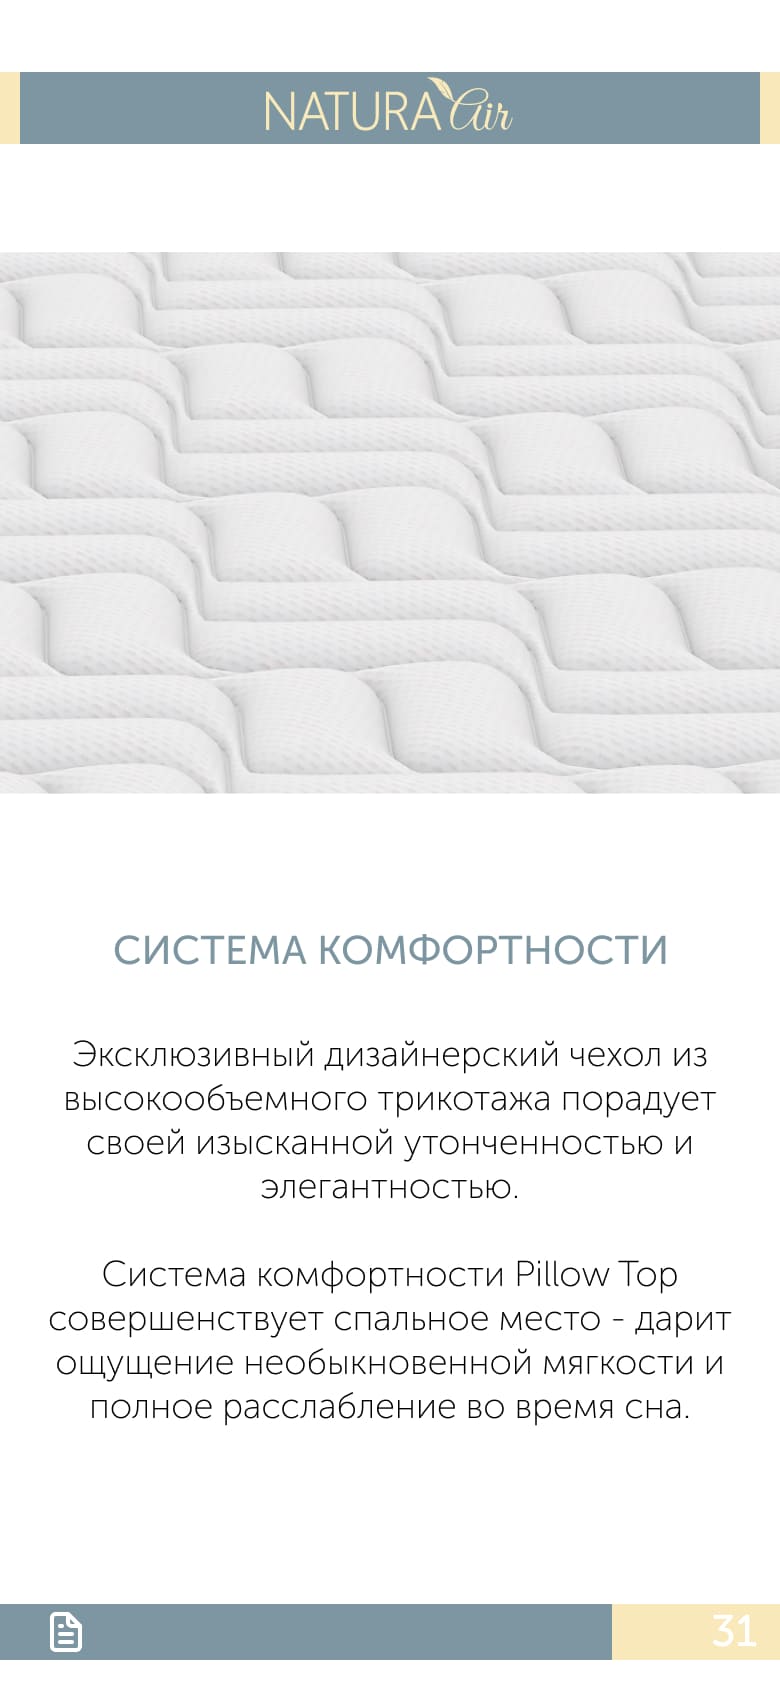 NATURA Air
СИСТЕМА КОМФОРТНОСТИ
Эксклюзивный дизайнерский чехол из
высокообъемного трикотажа порадует
своей изысканной утонченностью и
элегантностью.
Система комфортности Pillow Top
совершенствует спальное место - дарит
ощущение необыкновенной мягкости и
полное расслабление во время сна.
31